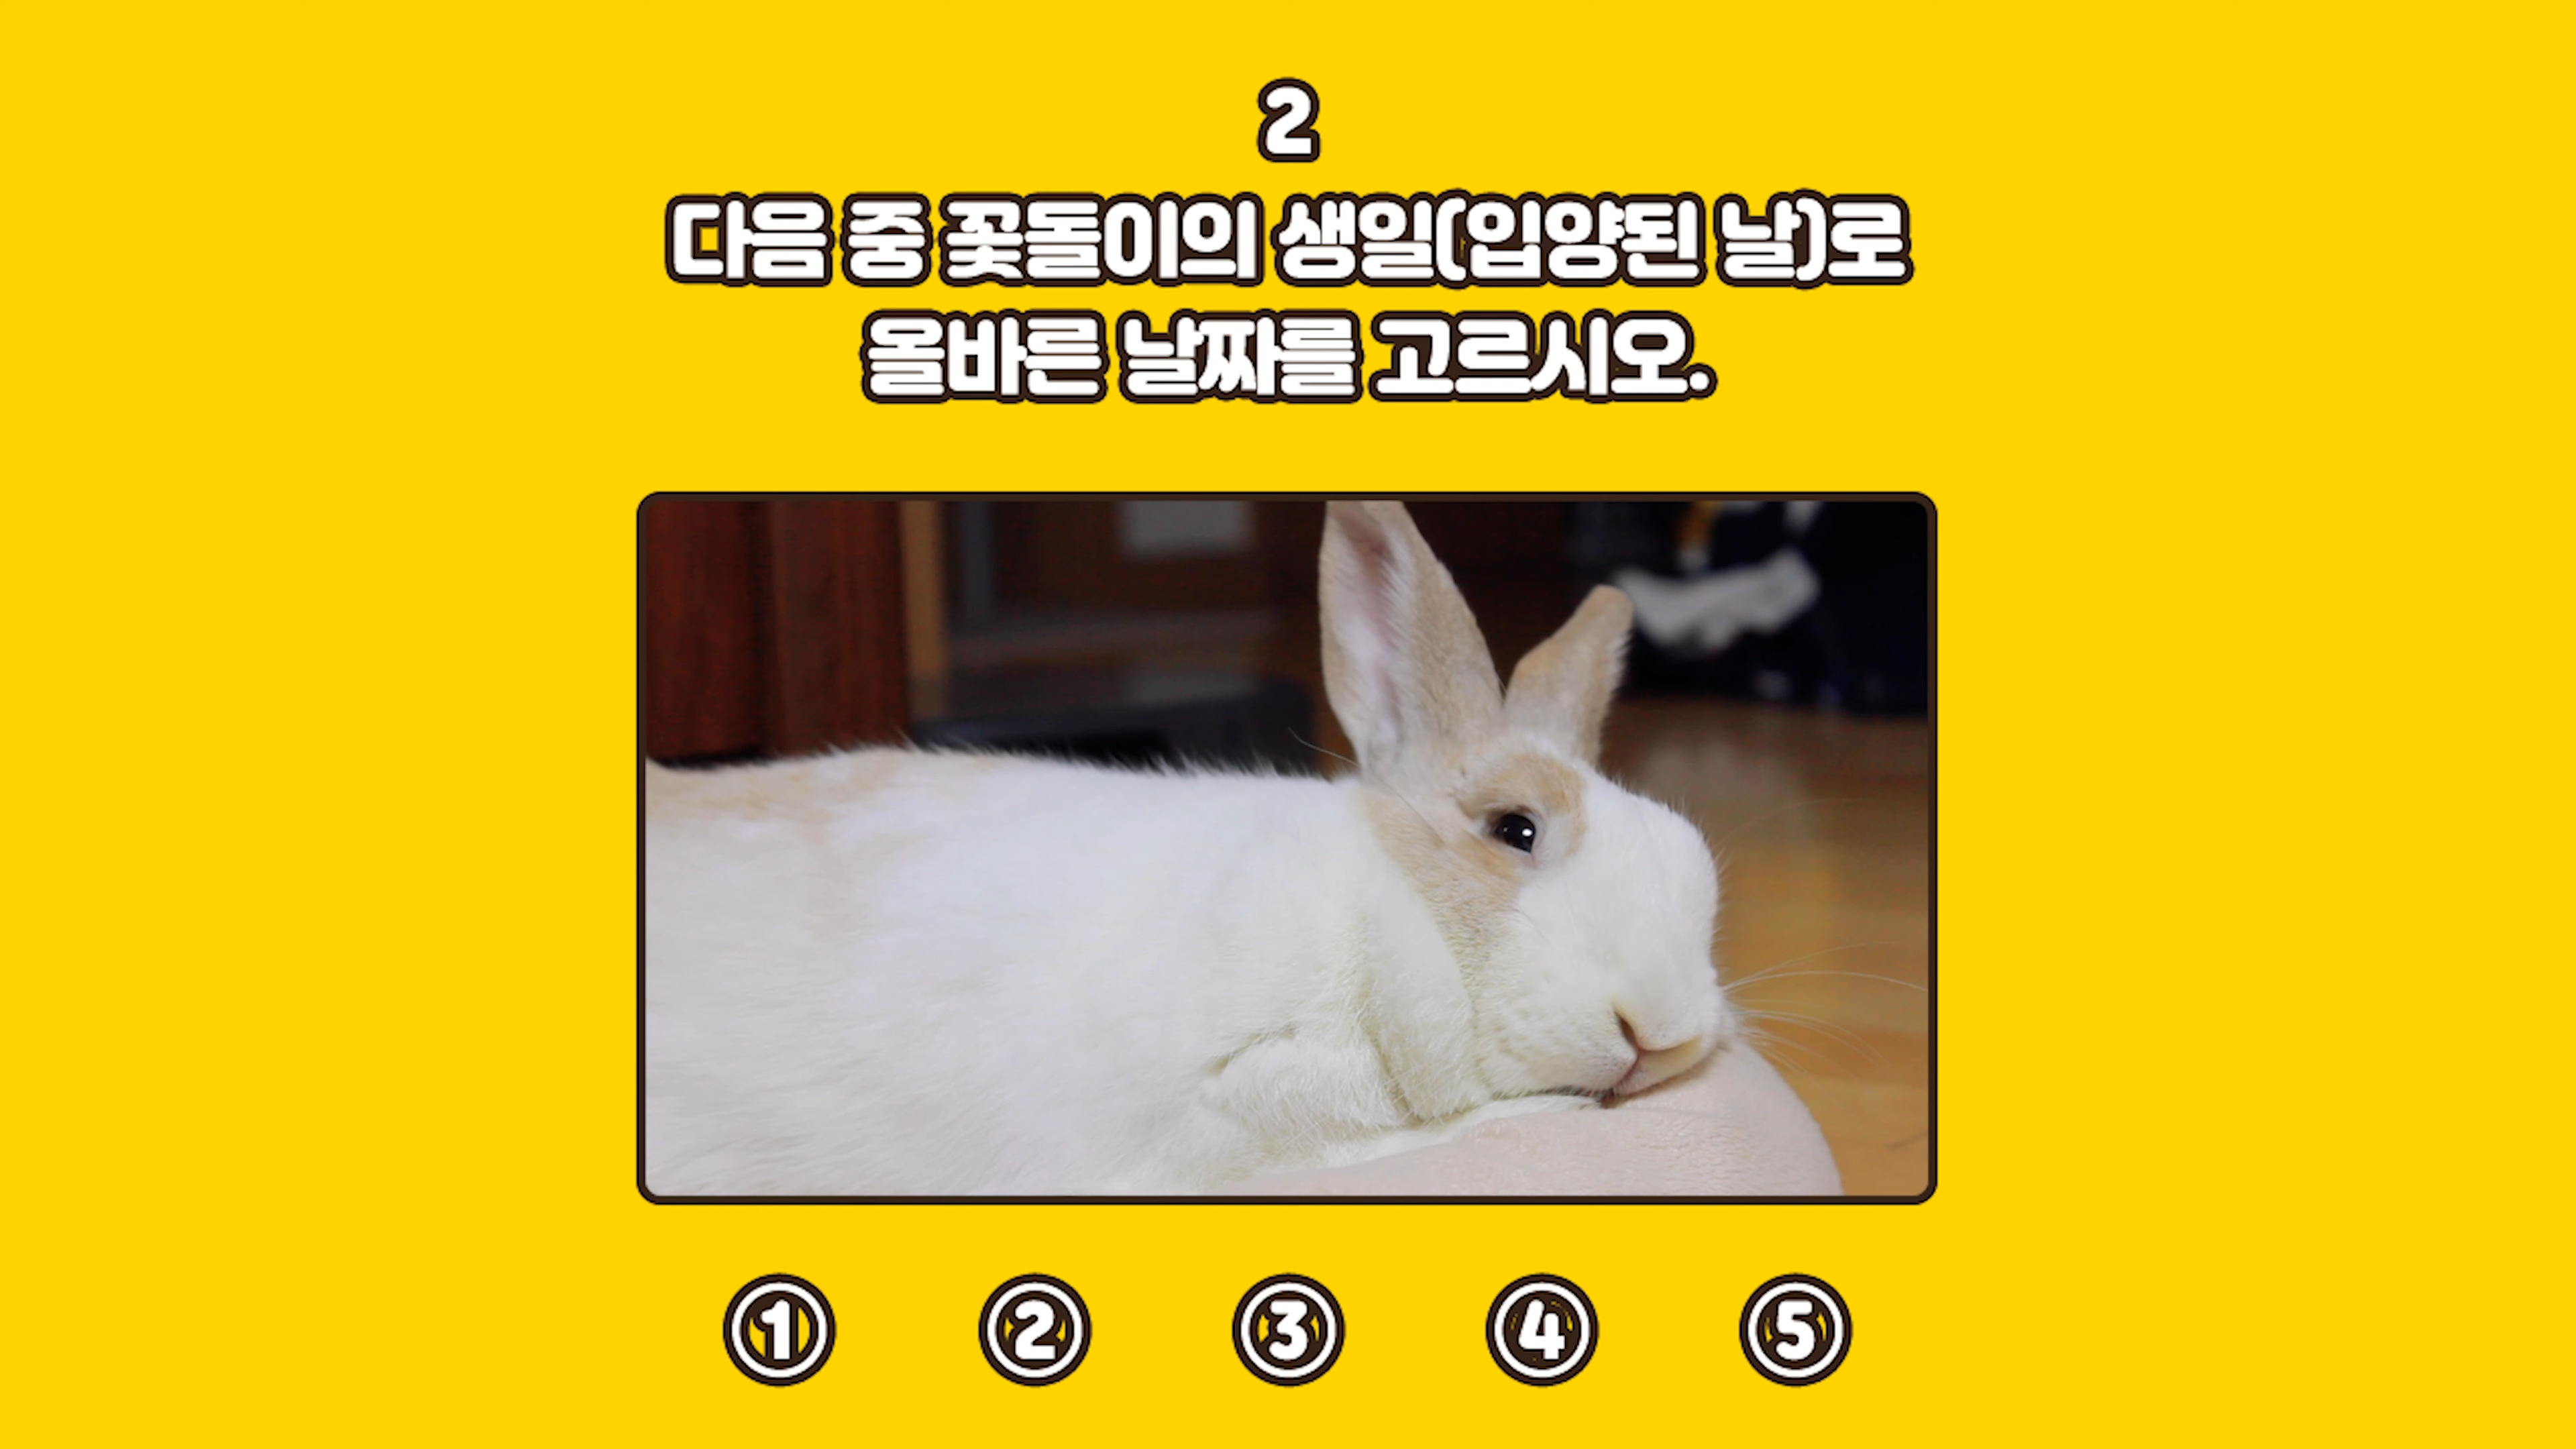 2
다음 중 꽃돌이의 생일(입양된 날)로
올바른 날짜를 고르시오.
① ② ③ ④ ⑤